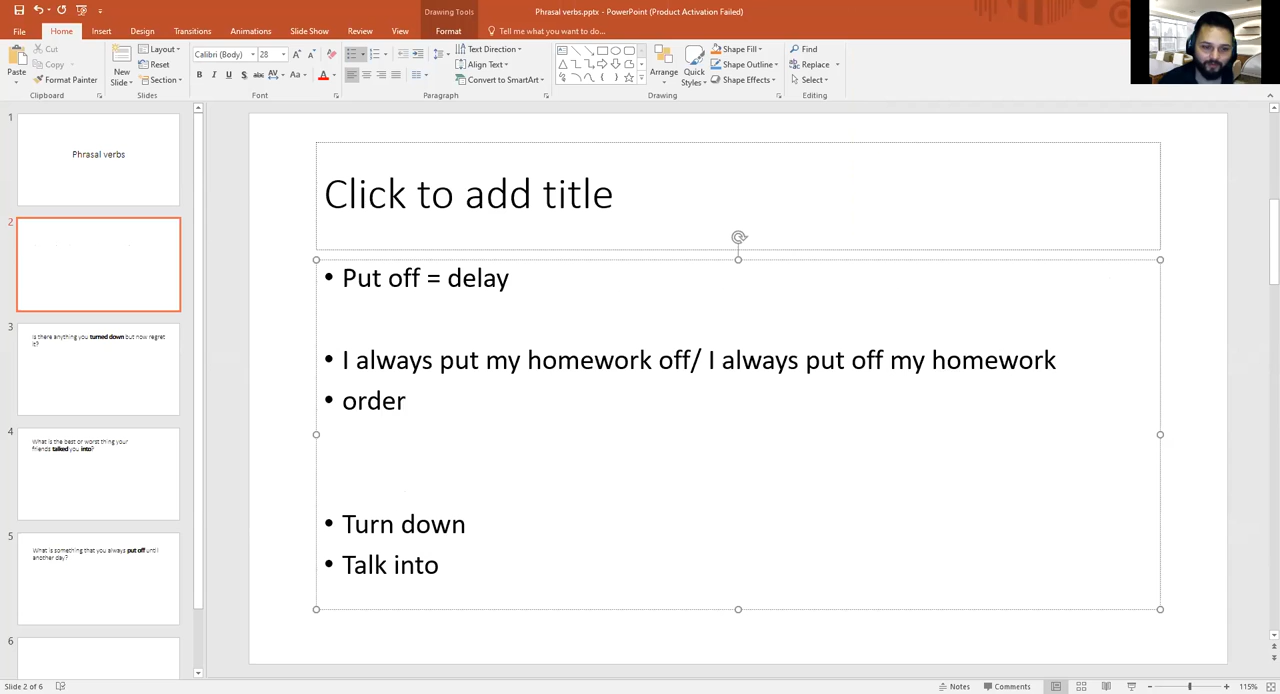 Drawing Tools
Phrasal verbs.pptx - PowerPoint (Product Activation Failed)
File Home Insert Design Transitions Animations Slide Show Review View Format Tell me what you want to do...
Cut
Copy
Format Painter
Paste
Clipboard
New
Slide
Layout
Reset
Section
Slides
Calibri (Body) 28
B I U S abc AV Aa A
Font
Text Direction
Align Text
Convert to SmartArt
Paragraph
Arrange
Quick
Styles
Shape Fill
Shape Outline
Shape Effects
Drawing
Find
Replace
Select
Editing
1
Phrasal verbs
2
3
Is there anything you turned down but now regret
it?
4
What is the best or worst thing your
friends talked you into?
5
What is something that you always put off until
another day?
6
Click to add title
• Put off = delay
• I always put my homework off/ I always put off my homework
• order
• Turn down
• Talk into
Slide 2 of 6
Notes
Comments
115%